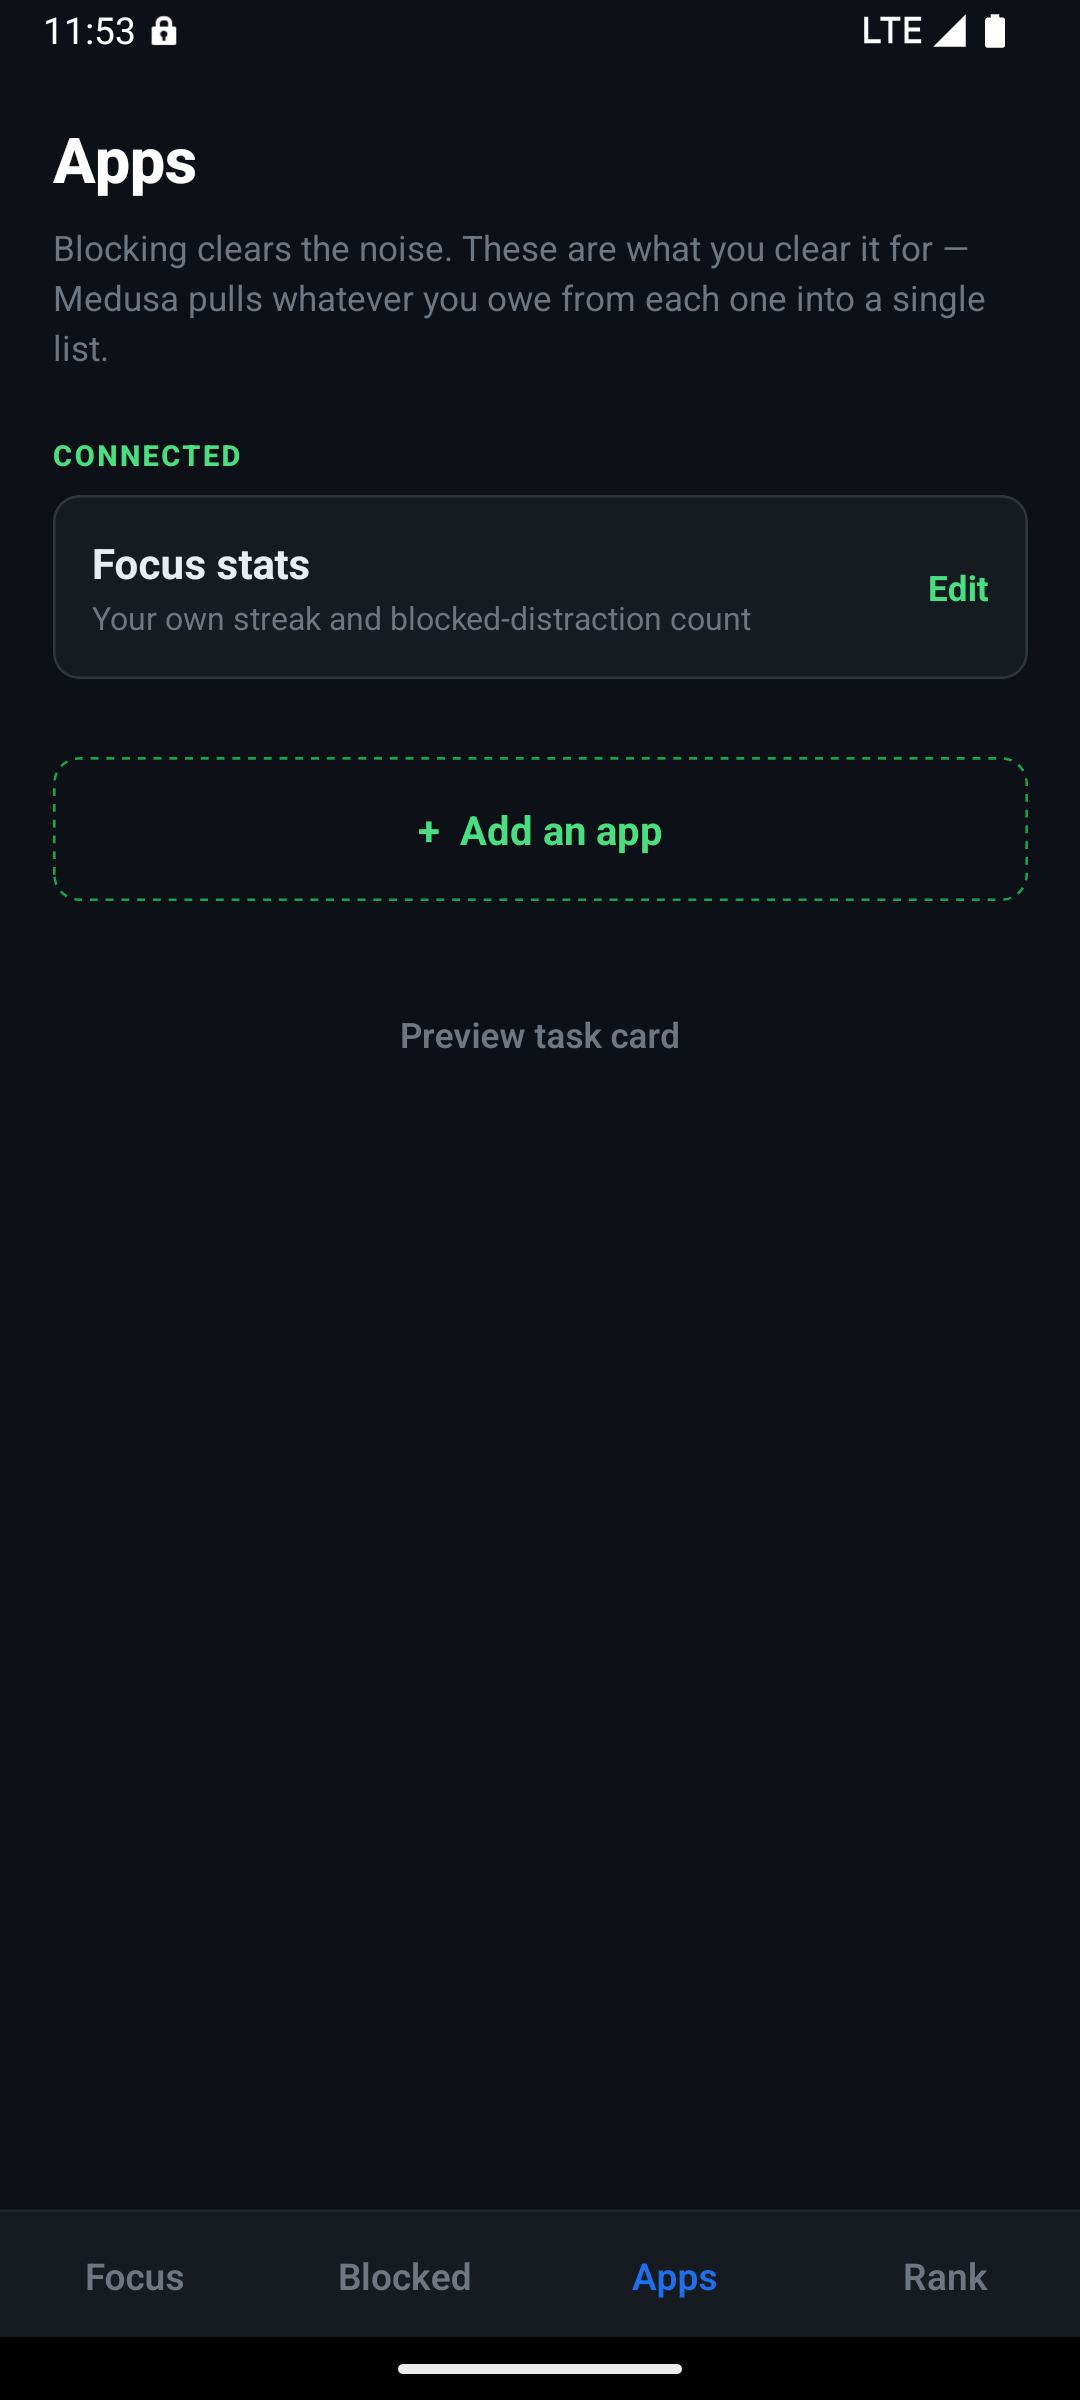 11:53
LTE
Apps
Blocking clears the noise. These are what you clear it for —
Medusa pulls whatever you owe from each one into a single
list.
CONNECTED
Focus stats
Your own streak and blocked-distraction count
Edit
+ Add an app
Preview task card
Focus
Blocked
Apps
Rank